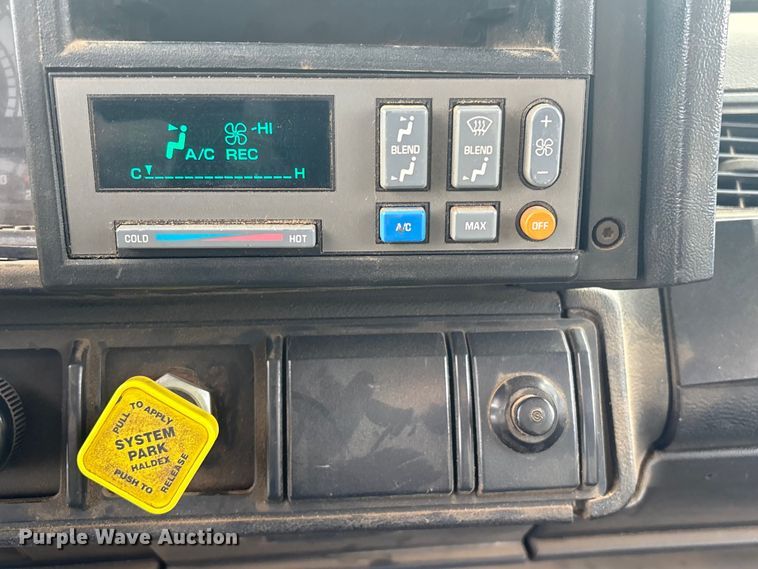 -HI
A/C REC
C H
BLEND
BLEND
+
-
COLD HOT
A/C
MAX
OFF
PULL TO APPLY
SYSTEM
PARK
HALDEX
PUSH TO
RELEASE
Purple Wave Auction